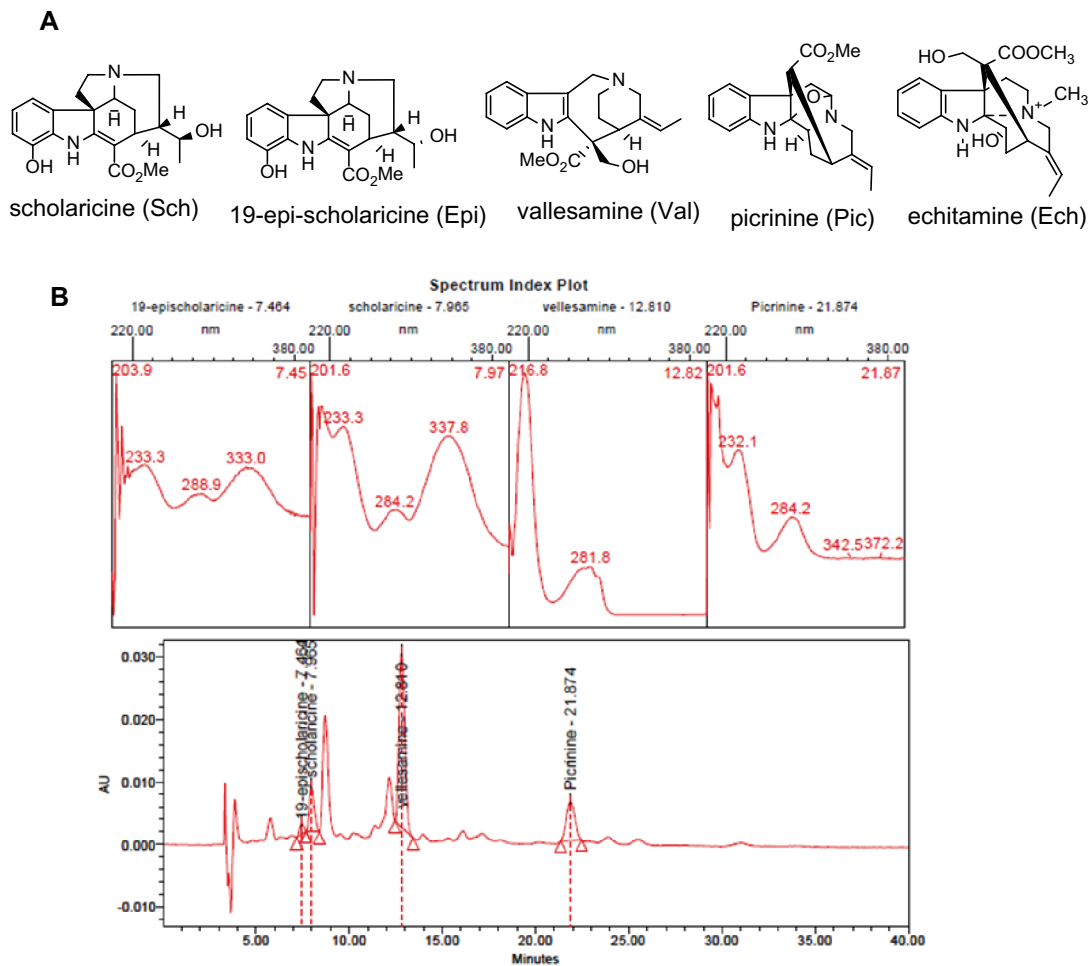 A
N
H
H
H
OH
N
H
OH
CO2Me
scholaricine (Sch)
N
H
H
H
OH
N
H
OH
CO2Me
19-epi-scholaricine (Epi)
N
N
H
H
MeO2C
OH
vallesamine (Val)
CO2Me
O
N
N
H
H
picrinine (Pic)
HO
COOCH3
CH3
N+
N
H
HO
H
echitamine (Ech)
B
Spectrum Index Plot
19-epischolaricine - 7.464
scholaricine - 7.965
vellesamine - 12.810
Picrinine - 21.874
220.00 nm 380.00
220.00 nm 380.00
220.00 nm 380.00
220.00 nm 380.00
203.9 7.45
201.6 7.97
216.8 12.82
201.6 21.87
233.3
288.9
333.0
233.3
284.2
337.8
281.8
232.1
284.2
342.5
372.2
AU
0.030
0.020
0.010
0.000
-0.010
19-epischolaricine - 7.464
scholaricine - 7.965
vellesamine - 12.810
Picrinine - 21.874
5.00 10.00 15.00 20.00 25.00 30.00 35.00 40.00
Minutes